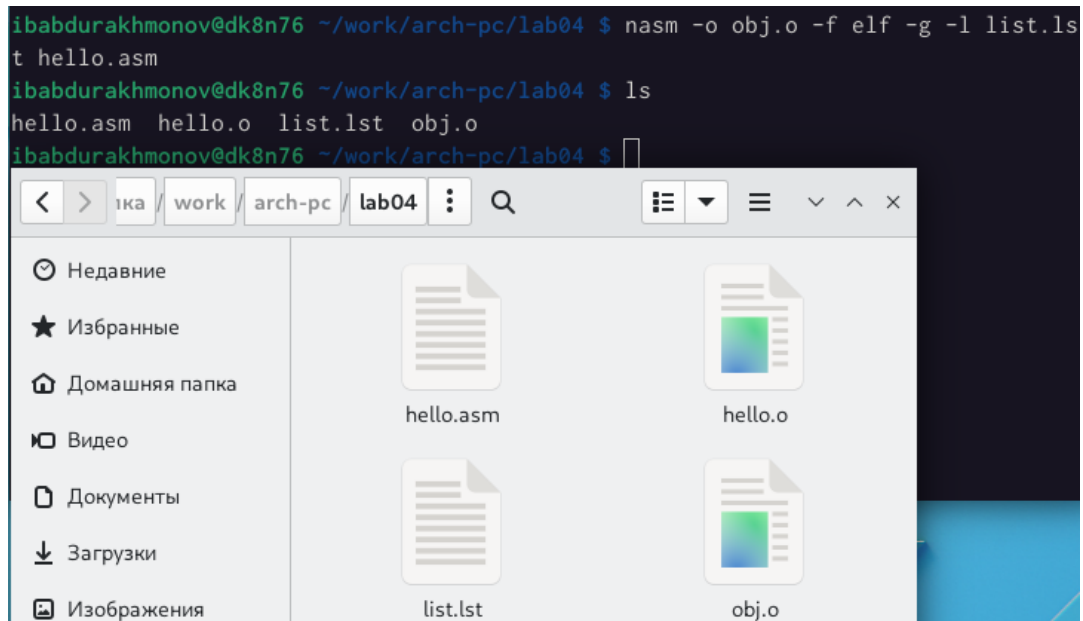 ibabdurakhmonov@dk8n76 ~/work/arch-pc/lab04 $ nasm -o obj.o -f elf -g -l list.ls
t hello.asm
ibabdurakhmonov@dk8n76 ~/work/arch-pc/lab04 $ ls
hello.asm  hello.o  list.lst  obj.o
ibabdurakhmonov@dk8n76 ~/work/arch-pc/lab04 $
/ work / arch-pc / lab04
Недавние
Избранные
Домашняя папка
Видео
Документы
Загрузки
Изображения
hello.asm
hello.o
list.lst
obj.o